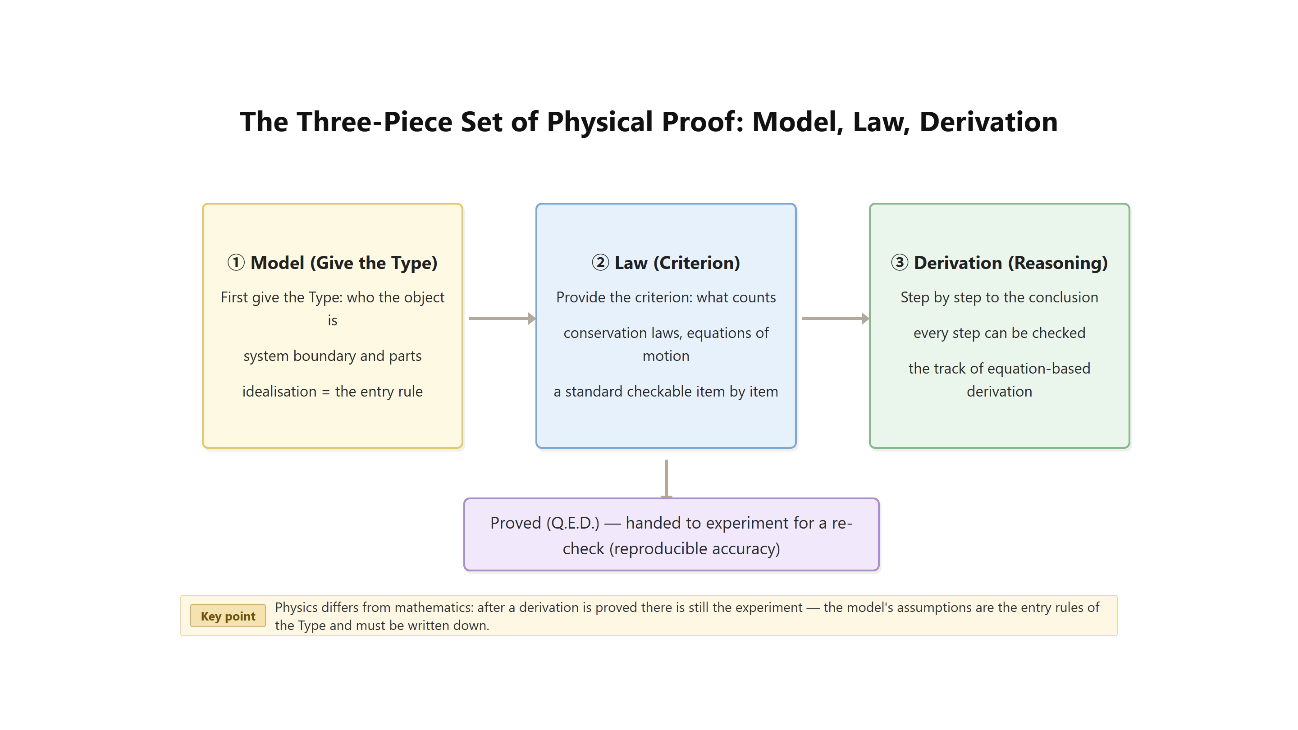 The Three-Piece Set of Physical Proof: Model, Law, Derivation
① Model (Give the Type)
First give the Type: who the object
is
system boundary and parts
idealisation = the entry rule
② Law (Criterion)
Provide the criterion: what counts
conservation laws, equations of
motion
a standard checkable item by item
③ Derivation (Reasoning)
Step by step to the conclusion
every step can be checked
the track of equation-based
derivation
Proved (Q.E.D.) — handed to experiment for a re-
check (reproducible accuracy)
Key point
Physics differs from mathematics: after a derivation is proved there is still the experiment — the model's assumptions are the entry rules of
the Type and must be written down.